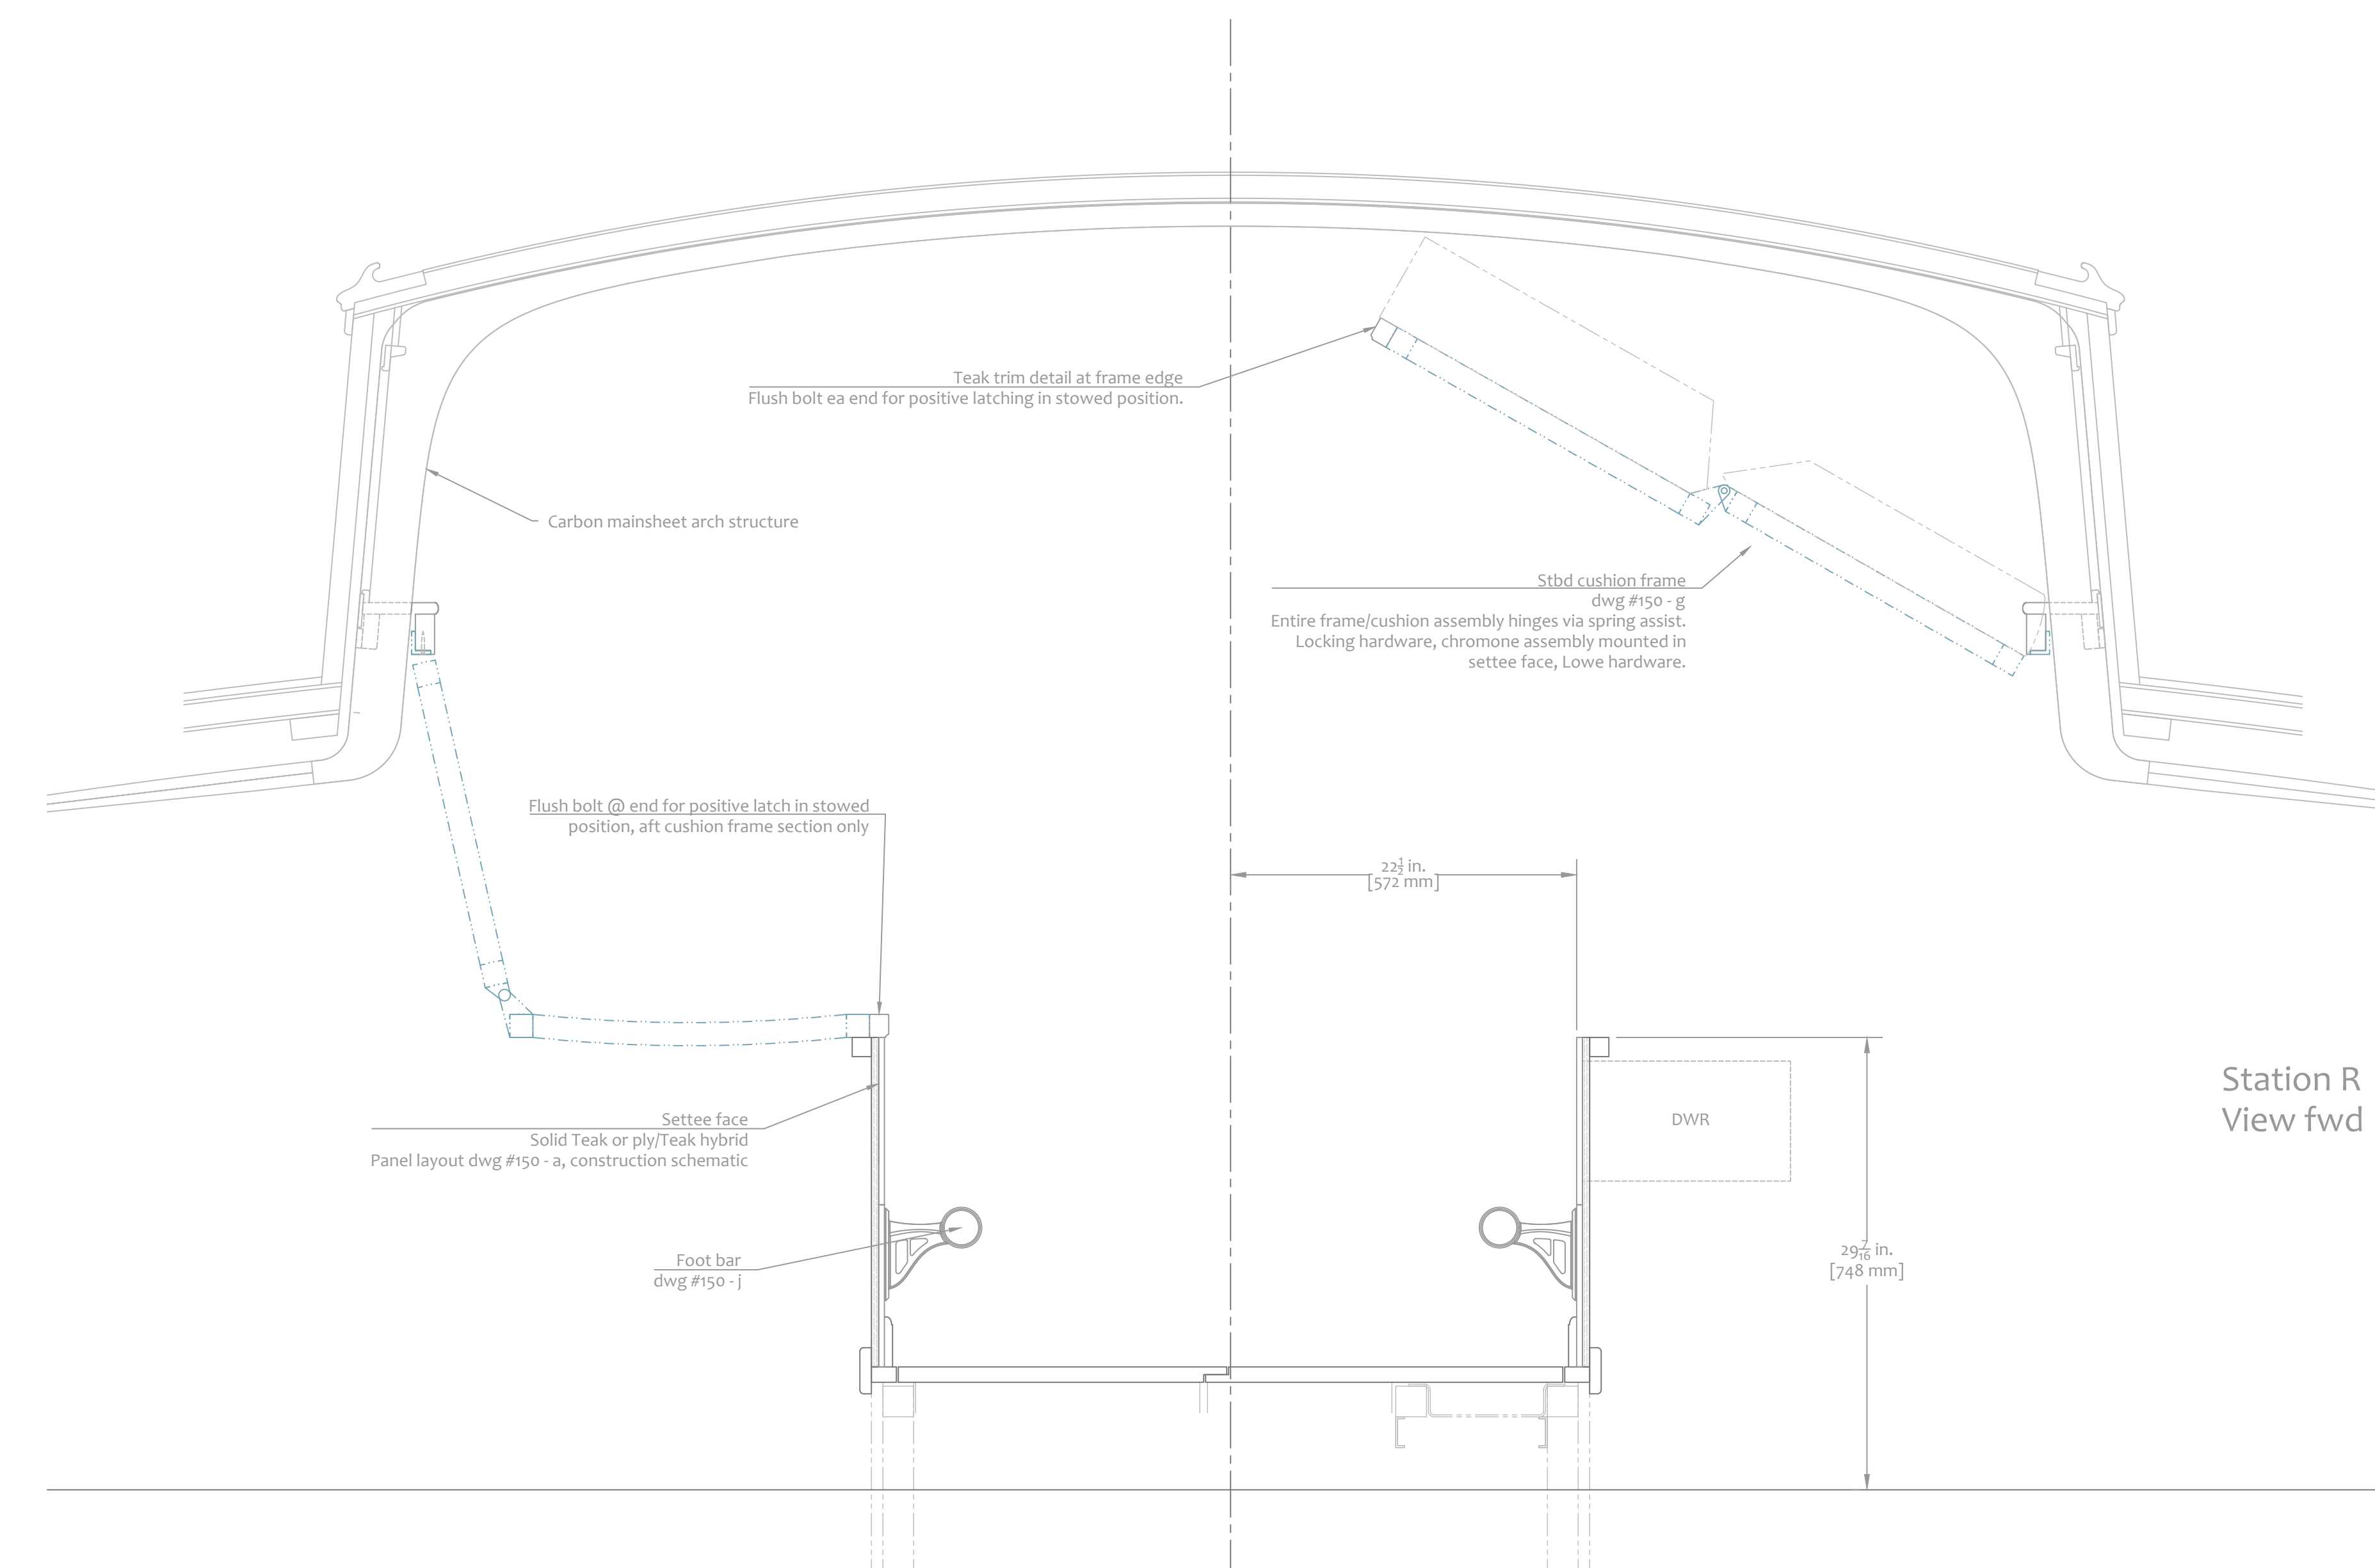 Teak trim detail at frame edge
Flush bolt ea end for positive latching in stowed position.
Carbon mainsheet arch structure
Stbd cushion frame
dwg #150 - g
Entire frame/cushion assembly hinges via spring assist.
Locking hardware, chromone assembly mounted in
settee face, Lowe hardware.
Flush bolt @ end for positive latch in stowed
position, aft cushion frame section only
22 1/2 in.
[572 mm]
Station R
View fwd
DWR
Settee face
Solid Teak or ply/Teak hybrid
Panel layout dwg #150 - a, construction schematic
29 7/16 in.
[748 mm]
Foot bar
dwg #150 - j